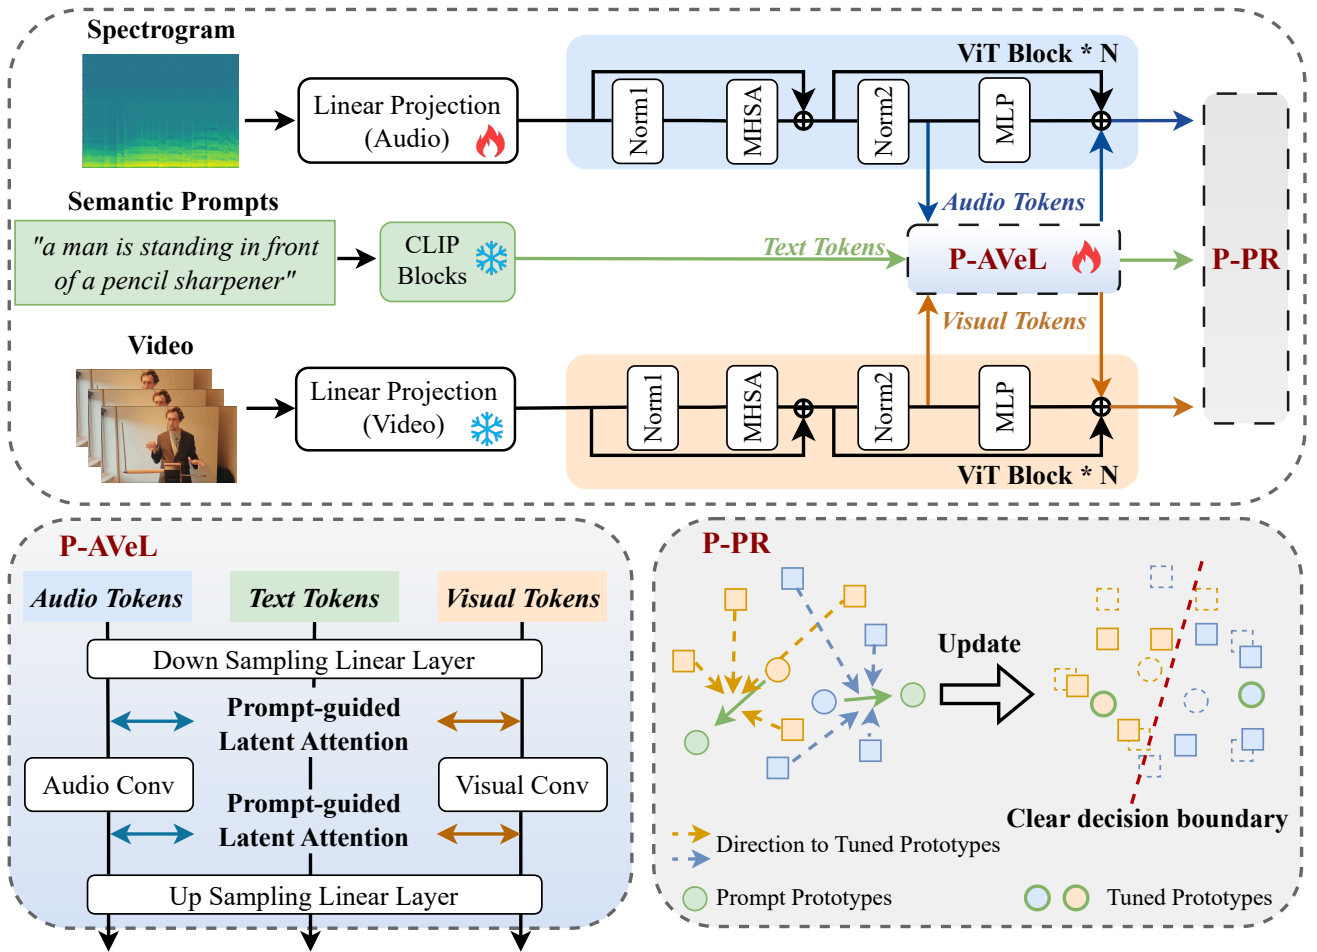 Spectrogram
ViT Block * N
Linear Projection
(Audio)
Norm1
MHSA
Norm2
MLP
Semantic Prompts
Audio Tokens
"a man is standing in front
of a pencil sharpener"
CLIP
Blocks
Text Tokens
P-AVeL
P-PR
Visual Tokens
Video
Linear Projection
(Video)
Norm1
MHSA
Norm2
MLP
ViT Block * N
P-AVeL
Audio Tokens
Text Tokens
Visual Tokens
Down Sampling Linear Layer
Prompt-guided
Latent Attention
Audio Conv
Visual Conv
Prompt-guided
Latent Attention
Up Sampling Linear Layer
P-PR
Update
Clear decision boundary
Direction to Tuned Prototypes
Prompt Prototypes
Tuned Prototypes